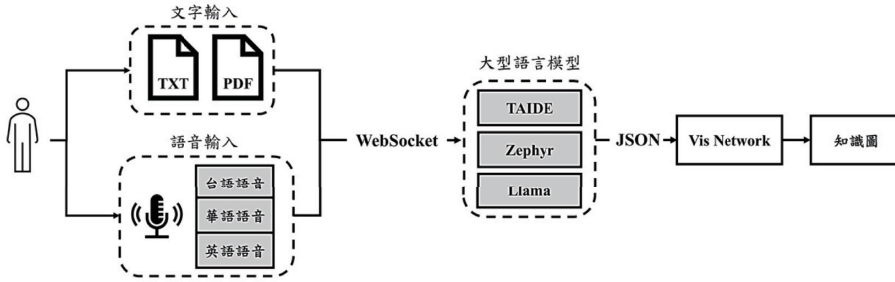 文字輸入
TXT
PDF
語音輸入
台語語音
華語語音
英語語音
WebSocket
大型語言模型
TAIDE
Zephyr
Llama
JSON
Vis Network
知識圖